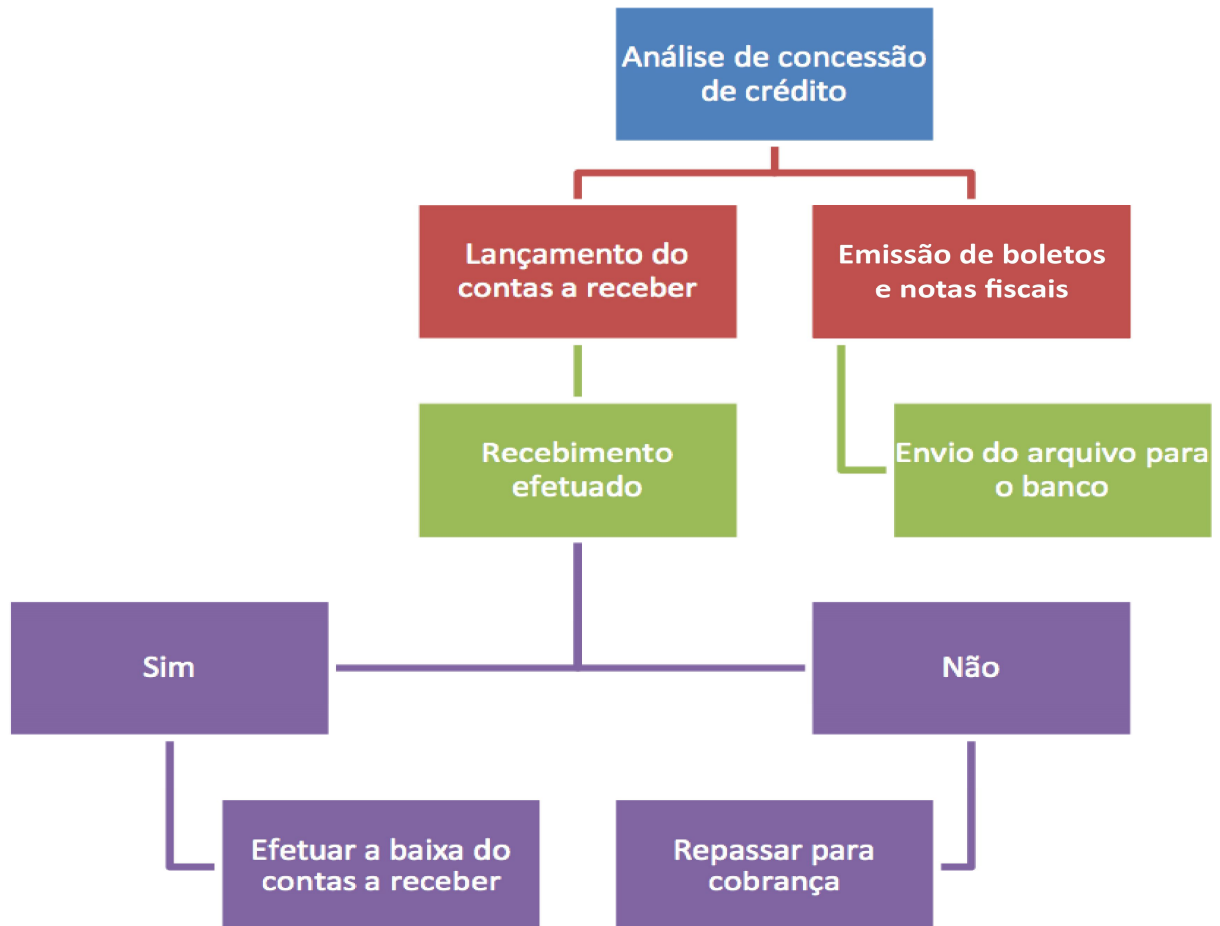 Análise de concessão
de crédito
Lançamento do
contas a receber
Emissão de boletos
e notas fiscais
Recebimento
efetuado
Envio do arquivo para
o banco
Sim
Não
Efetuar a baixa do
contas a receber
Repassar para
cobrança